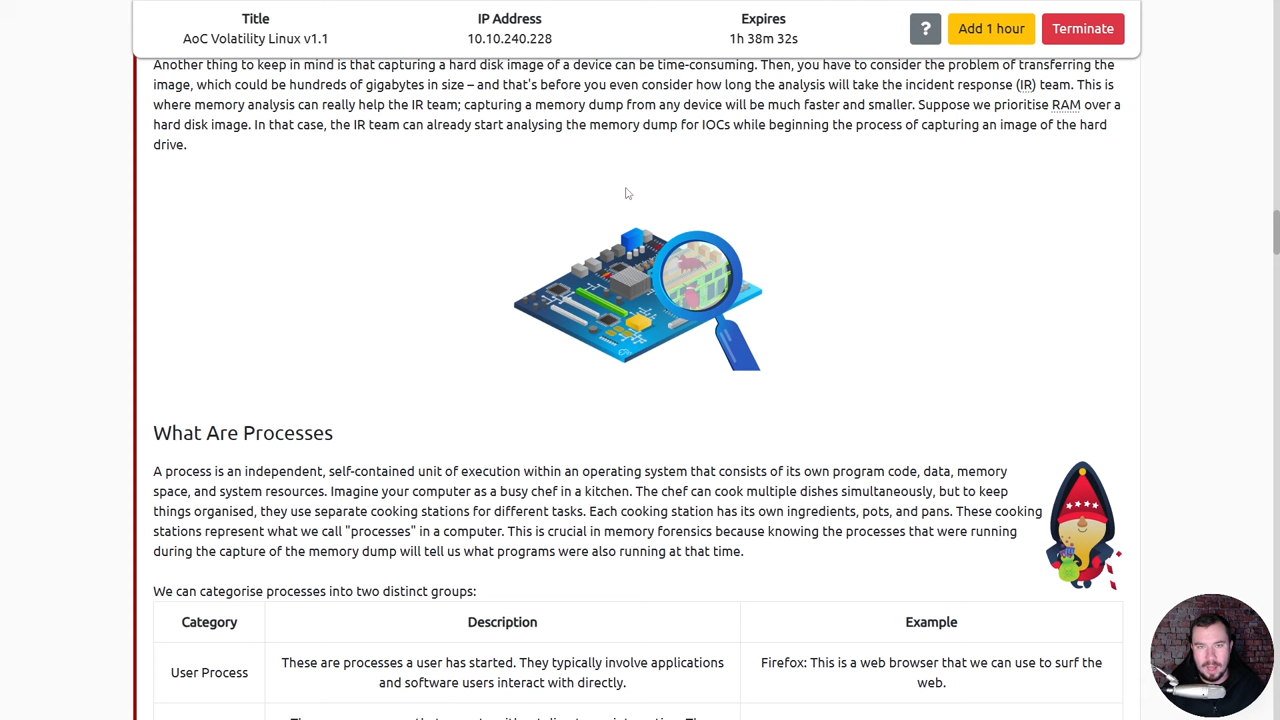 Title
AoC Volatility Linux v1.1
IP Address
10.10.240.228
Expires
1h 38m 32s
?
Add 1 hour
Terminate
Another thing to keep in mind is that capturing a hard disk image of a device can be time-consuming. Then, you have to consider the problem of transferring the
image, which could be hundreds of gigabytes in size – and that's before you even consider how long the analysis will take the incident response (IR) team. This is
where memory analysis can really help the IR team; capturing a memory dump from any device will be much faster and smaller. Suppose we prioritise RAM over a
hard disk image. In that case, the IR team can already start analysing the memory dump for IOCs while beginning the process of capturing an image of the hard
drive.
What Are Processes
A process is an independent, self-contained unit of execution within an operating system that consists of its own program code, data, memory
space, and system resources. Imagine your computer as a busy chef in a kitchen. The chef can cook multiple dishes simultaneously, but to keep
things organised, they use separate cooking stations for different tasks. Each cooking station has its own ingredients, pots, and pans. These cooking
stations represent what we call "processes" in a computer. This is crucial in memory forensics because knowing the processes that were running
during the capture of the memory dump will tell us what programs were also running at that time.
We can categorise processes into two distinct groups:
Category
Description
Example
User Process
These are processes a user has started. They typically involve applications
and software users interact with directly.
Firefox: This is a web browser that we can use to surf the
web.